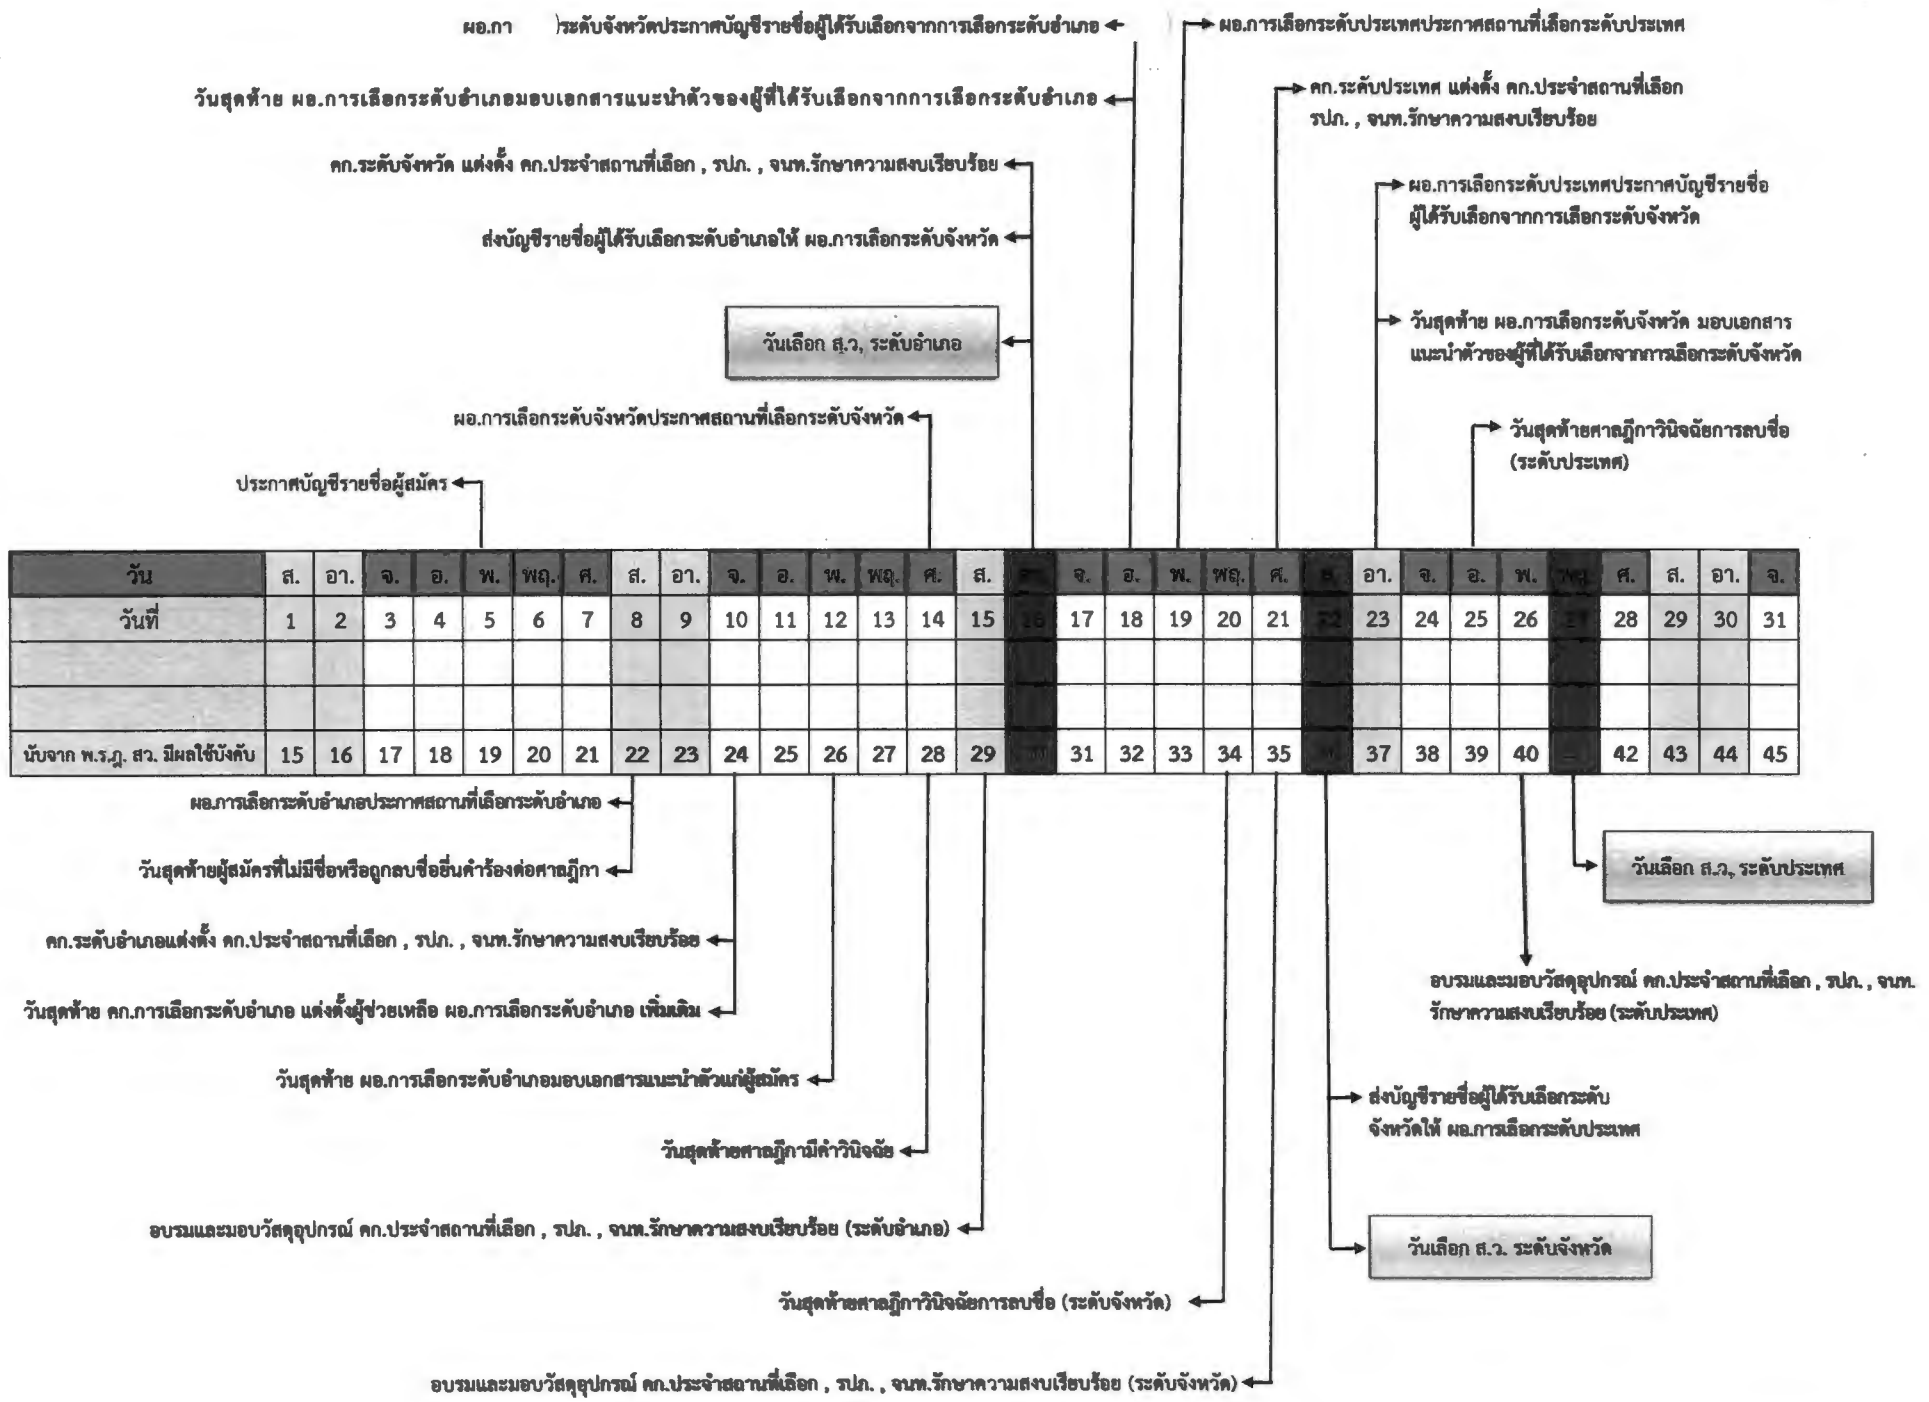 ผอ.กา )ระดับจังหวัดประกาศบัญชีรายชื่อผู้ได้รับเลือกจากการเลือกระดับอำเภอ
ผอ.การเลือกระดับประเทศประกาศสถานที่เลือกระดับประเทศ
วันสุดท้าย ผอ.การเลือกระดับอำเภอมอบเอกสารแนะนำตัวของผู้ที่ได้รับเลือกจากการเลือกระดับอำเภอ
คก.ระดับประเทศ แต่งตั้ง คก.ประจำสถานที่เลือก
รปภ. , จนท.รักษาความสงบเรียบร้อย
คก.ระดับจังหวัด แต่งตั้ง คก.ประจำสถานที่เลือก , รปภ. , จนท.รักษาความสงบเรียบร้อย
ผอ.การเลือกระดับประเทศประกาศบัญชีรายชื่อ
ผู้ได้รับเลือกจากการเลือกระดับจังหวัด
ส่งบัญชีรายชื่อผู้ได้รับเลือกระดับอำเภอให้ ผอ.การเลือกระดับจังหวัด
วันเลือก ส.ว, ระดับอำเภอ
วันสุดท้าย ผอ.การเลือกระดับจังหวัด มอบเอกสาร
แนะนำตัวของผู้ที่ได้รับเลือกจากการเลือกระดับจังหวัด
ผอ.การเลือกระดับจังหวัดประกาศสถานที่เลือกระดับจังหวัด
วันสุดท้ายศาลฎีกาวินิจฉัยการลบชื่อ
(ระดับประเทศ)
ประกาศบัญชีรายชื่อผู้สมัคร
วัน ส. อา. จ. อ. พ. พฤ. ศ. ส. อา. จ. อ. พ. พฤ. ศ. ส. จ. อ. พ. พฤ. ศ. ส. อา. จ. อ. พ. พฤ. ศ. ส. อา. จ.
วันที่ 1 2 3 4 5 6 7 8 9 10 11 12 13 14 15 16 17 18 19 20 21 22 23 24 25 26 27 28 29 30 31
นับจาก พ.ร.ฎ. สว. มีผลใช้บังคับ 15 16 17 18 19 20 21 22 23 24 25 26 27 28 29 31 32 33 34 35 37 38 39 40 42 43 44 45
ผอ.การเลือกระดับอำเภอประกาศสถานที่เลือกระดับอำเภอ
วันสุดท้ายผู้สมัครที่ไม่มีชื่อหรือถูกลบชื่อยื่นคำร้องต่อศาลฎีกา
วันเลือก ส.ว, ระดับประเทศ
คก.ระดับอำเภอแต่งตั้ง คก.ประจำสถานที่เลือก , รปภ. , จนท.รักษาความสงบเรียบร้อย
อบรมและมอบวัสดุอุปกรณ์ คก.ประจำสถานที่เลือก , รปภ. , จนท.
รักษาความสงบเรียบร้อย (ระดับประเทศ)
วันสุดท้าย คก.การเลือกระดับอำเภอ แต่งตั้งผู้ช่วยเหลือ ผอ.การเลือกระดับอำเภอ เพิ่มเติม
วันสุดท้าย ผอ.การเลือกระดับอำเภอมอบเอกสารแนะนำตัวแก่ผู้สมัคร
ส่งบัญชีรายชื่อผู้ได้รับเลือกระดับ
จังหวัดให้ ผอ.การเลือกระดับประเทศ
วันสุดท้ายศาลฎีกามีคำวินิจฉัย
อบรมและมอบวัสดุอุปกรณ์ คก.ประจำสถานที่เลือก , รปภ. , จนท.รักษาความสงบเรียบร้อย (ระดับอำเภอ)
วันเลือก ส.ว. ระดับจังหวัด
วันสุดท้ายศาลฎีกาวินิจฉัยการลบชื่อ (ระดับจังหวัด)
อบรมและมอบวัสดุอุปกรณ์ คก.ประจำสถานที่เลือก , รปภ. , จนท.รักษาความสงบเรียบร้อย (ระดับจังหวัด)